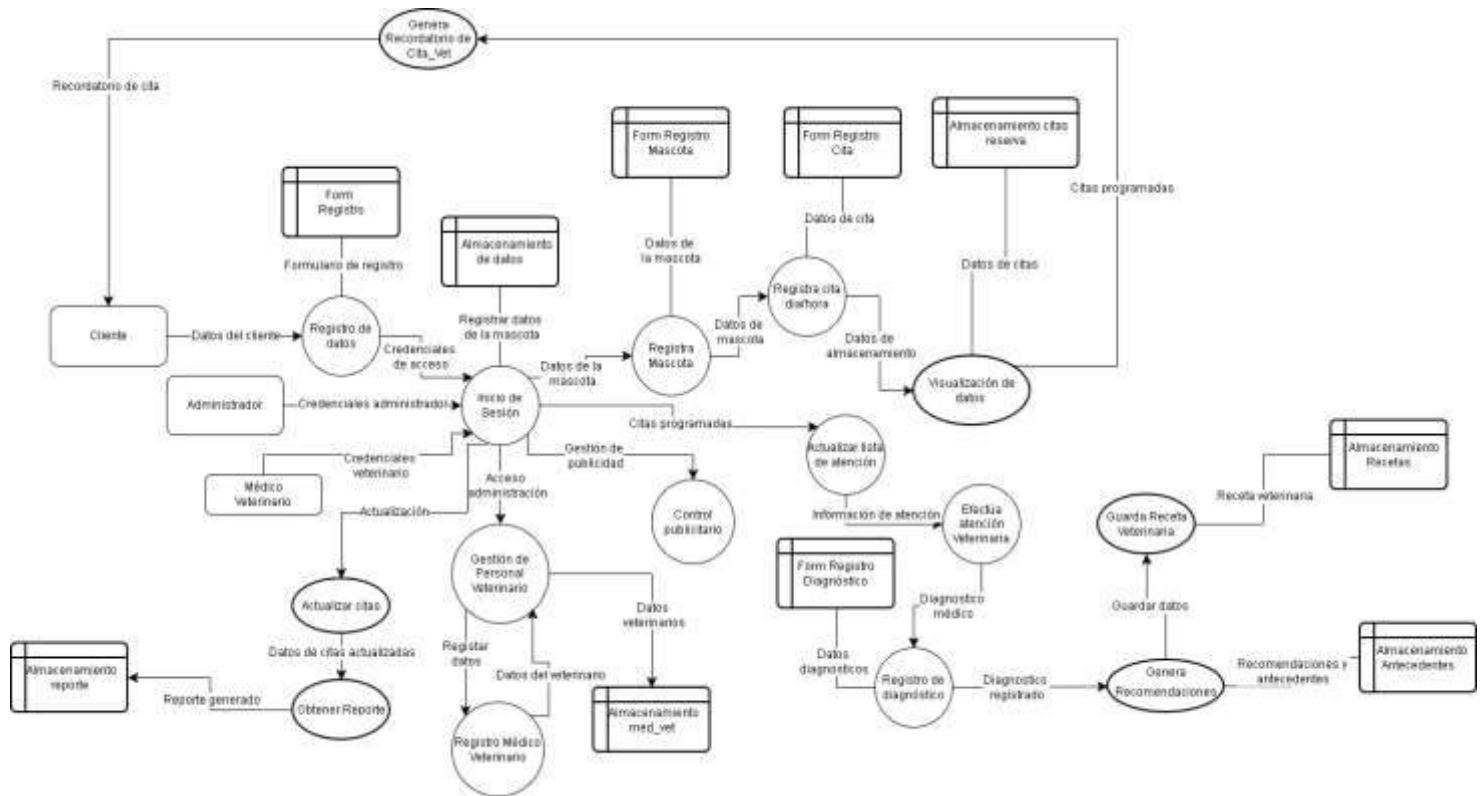 Genera
Recordatorio de
Cita_Vet
Recordatorio de cita
Form Registro
Mascota
Form Registro
Cita
Almacenamiento citas
reserva
Citas programadas
Form
Registro
Almacenamiento
de datos
Datos de cita
Datos de
la mascota
Datos de citas
Formulario de registro
Registra cita
dia/hora
Cliente
Datos del cliente
Registro de
datos
Registrar datos
de la mascota
Credenciales
de acceso
Datos de la
mascota
Registra
Mascota
Datos de
mascota
Datos de
almacenamiento
Visualización de
datos
Administrador
Credenciales administrador
Inicio de
Sesión
Citas programadas
Actualizar lista
de atención
Gestión de
publicidad
Credenciales
veterinario
Médico
Veterinario
Acceso
administración
Almacenamiento
Recetas
Receta veterinaria
Actualización
Control
publicitario
Información de atención
Efectua
atención
Veterinaria
Guarda Receta
Veterinaria
Gestión de
Personal
Veterinario
Form Registro
Diagnóstico
Actualizar citas
Datos
veterinarios
Diagnostico
médico
Guardar datos
Datos de citas actualizadas
Registar
datos
Datos del veterinario
Datos
diagnosticos
Almacenamiento
reporte
Reporte generado
Obtener Reporte
Registro de
diagnóstico
Diagnostico
registrado
Genera
Recomendaciones
Recomendaciones y
antecedentes
Almacenamiento
Antecedentes
Registro Médico
Veterinario
Almacenamiento
med_vet